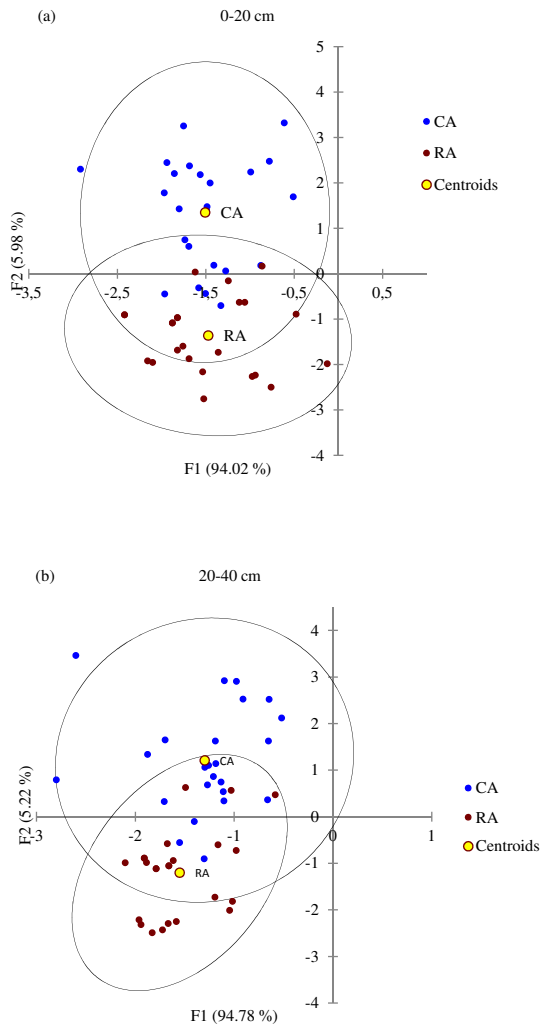 (a)
0-20 cm
5
4
3
2
1
0
-1
-2
-3
-4
-3,5
-2,5
-1,5
-0,5
0,5
F2 (5.98 %)
F1 (94.02 %)
CA
RA
CA
RA
Centroids
(b)
20-40 cm
4
3
2
1
0
-1
-2
-3
-4
-3
-2
-1
0
1
F2 (5.22 %)
F1 (94.78 %)
CA
RA
CA
RA
Centroids